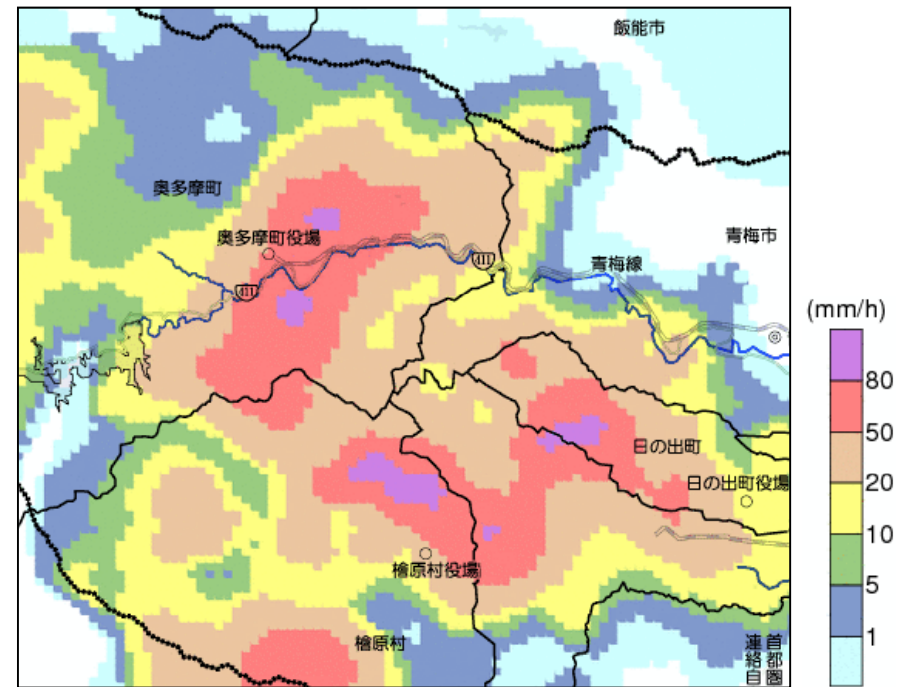 飯能市
奥多摩町
奥多摩町役場
青梅市
411
青梅線
411
(mm/h)
80
50
20
10
5
1
日の出町
日の出町役場
檜原村役場
檜原村
首都圏
連絡自